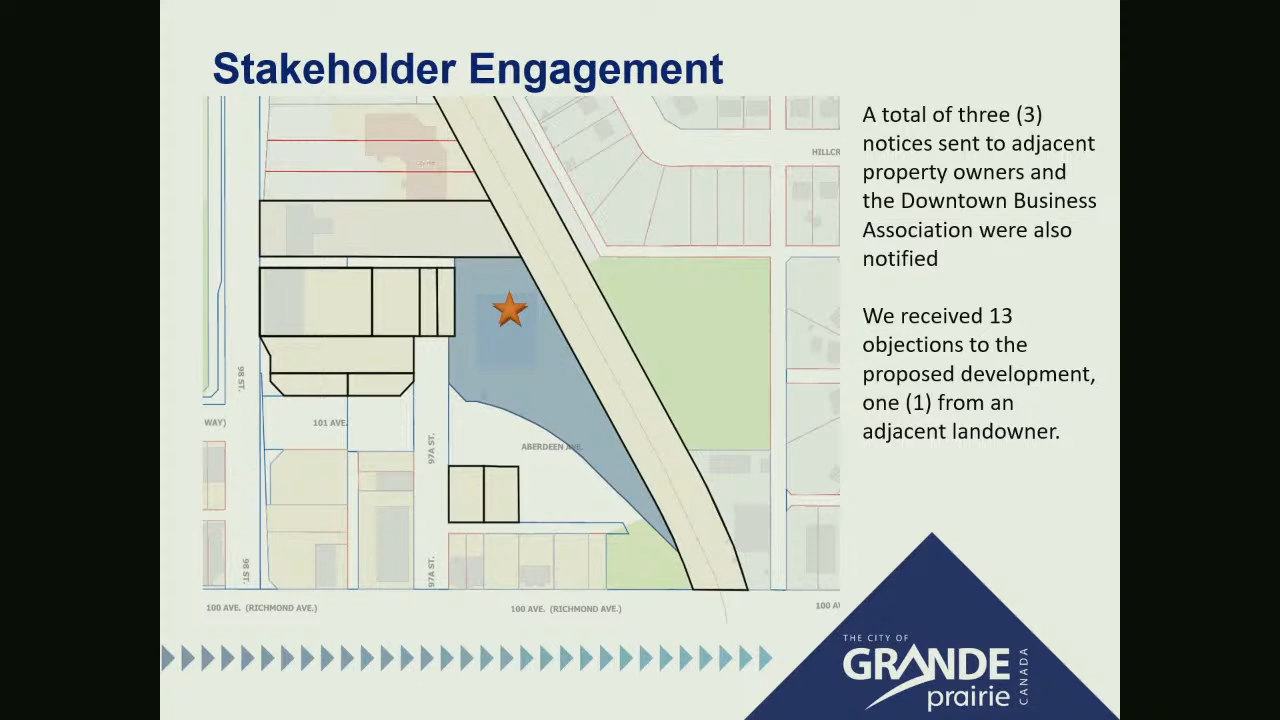 Stakeholder Engagement
A total of three (3)
notices sent to adjacent
property owners and
the Downtown Business
Association were also
notified
We received 13
objections to the
proposed development,
one (1) from an
adjacent landowner.
HILLCR
98 ST.
WAY)
101 AVE.
97A ST.
ABERDEEN AVE.
98 ST.
97A ST.
100 AVE. (RICHMOND AVE.)
100 AVE. (RICHMOND AVE.)
100 A
THE CITY OF
GRANDE
prairie
CANADA